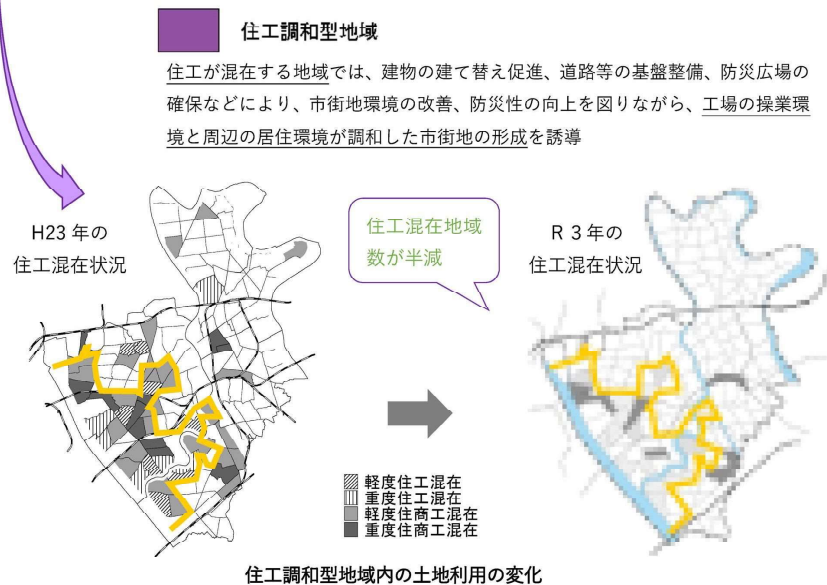 住工調和型地域
住工が混在する地域では、建物の建て替え促進、道路等の基盤整備、防災広場の
確保などにより、市街地環境の改善、防災性の向上を図りながら、工場の操業環
境と周辺の居住環境が調和した市街地の形成を誘導
H23 年の
住工混在状況
住工混在地域
数が半減
R 3 年の
住工混在状況
軽度住工混在
重度住工混在
軽度住商工混在
重度住商工混在
住工調和型地域内の土地利用の変化